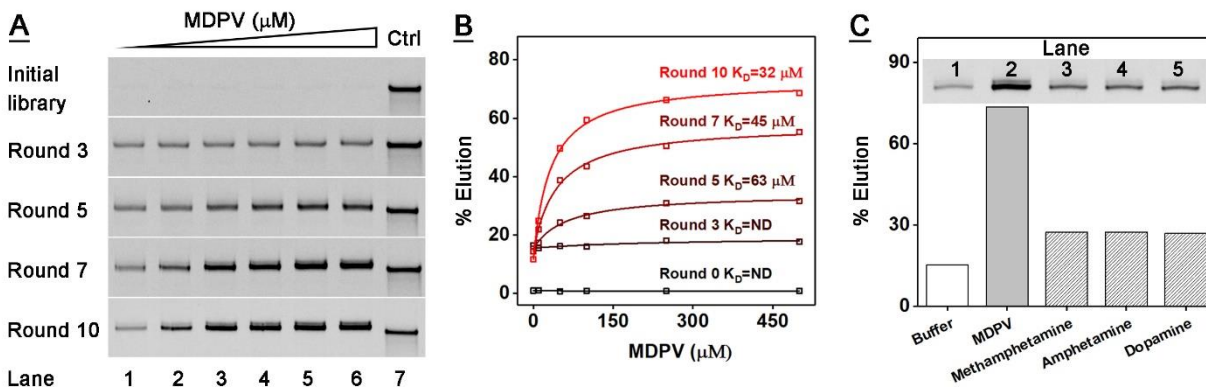 A
MDPV (μM)
Ctrl
Initial
library
Round 3
Round 5
Round 7
Round 10
Lane 1 2 3 4 5 6 7
B
% Elution
80
60
40
20
0
Round 10 K_D=32 μM
Round 7 K_D=45 μM
Round 5 K_D=63 μM
Round 3 K_D=ND
Round 0 K_D=ND
0 150 300 450
MDPV (μM)
C
% Elution
90
60
30
0
Lane
1 2 3 4 5
Buffer
MDPV
Methamphetamine
Amphetamine
Dopamine